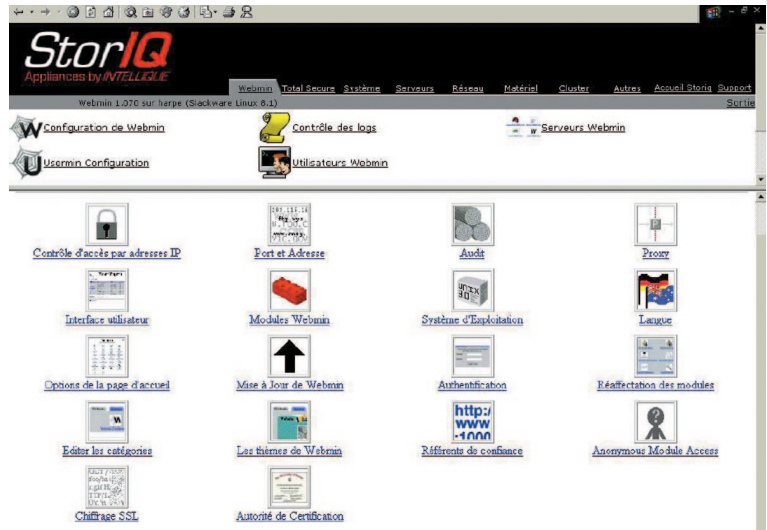 StorIQ
Appliances by INTELLIQUE
Webmin Total Secure Système Serveurs Réseau Matériel Cluster Autres Accueil Storiq Support
Webmin 1.070 sur harpe (Slackware Linux 8.1)
Sortie
Configuration de Webmin
Contrôle des logs
Serveurs Webmin
Usermin Configuration
Utilisateurs Webmin
Contrôle d'accès par adresses IP
Port et Adresse
Audit
Proxy
Interface utilisateur
Modules Webmin
Système d'Exploitation
Langue
Options de la page d'accueil
Mise à Jour de Webmin
Authentification
Réaffectation des modules
http:/
www
:1000
Editer les catégories
Les thèmes de Webmin
Référents de confiance
Anonymous Module Access
Chiffrage SSL
Autorité de Certification